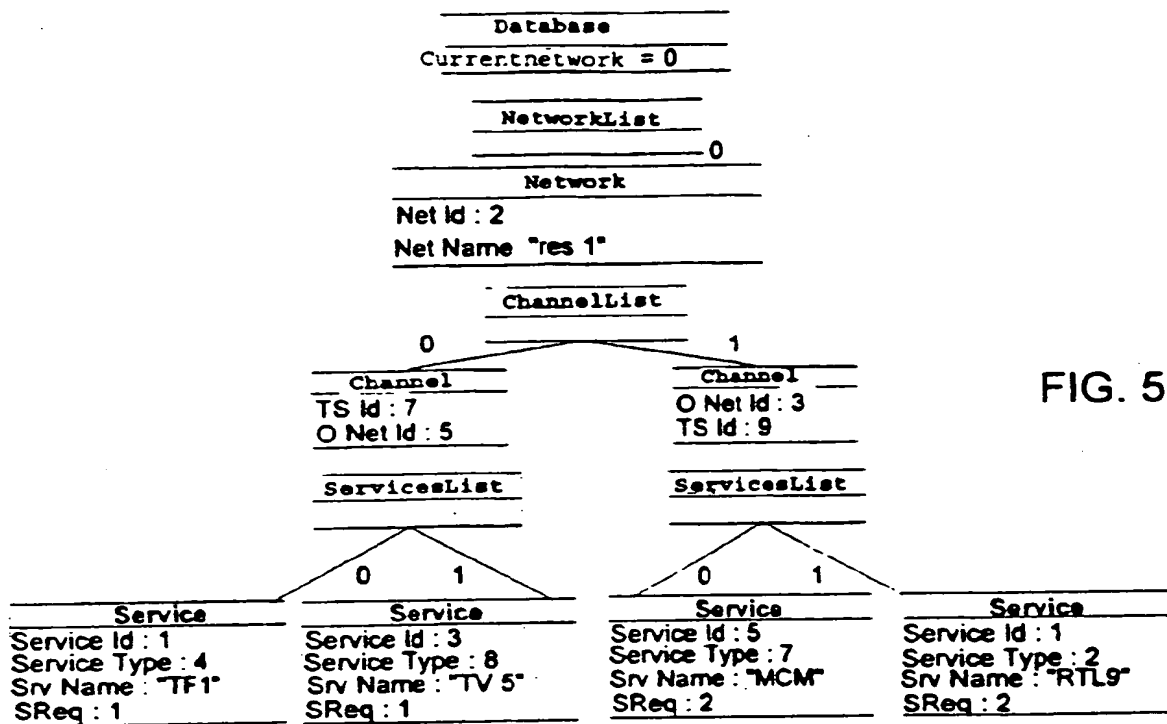 Database
Currentnetwork = 0
NetworkList
0
Network
Net Id : 2
Net Name "res 1"
ChannelList
0 1
Channel
TS Id : 7
O Net Id : 5
Channel
O Net Id : 3
TS Id : 9
FIG. 5
ServicesList
ServicesList
0 1
0 1
Service
Service Id : 1
Service Type : 4
Srv Name : "TF1"
SReq : 1
Service
Service Id : 3
Service Type : 8
Srv Name : "TV 5"
SReq : 1
Service
Service Id : 5
Service Type : 7
Srv Name : "MCM"
SReq : 2
Service
Service Id : 1
Service Type : 2
Srv Name : "RTL9"
SReq : 2